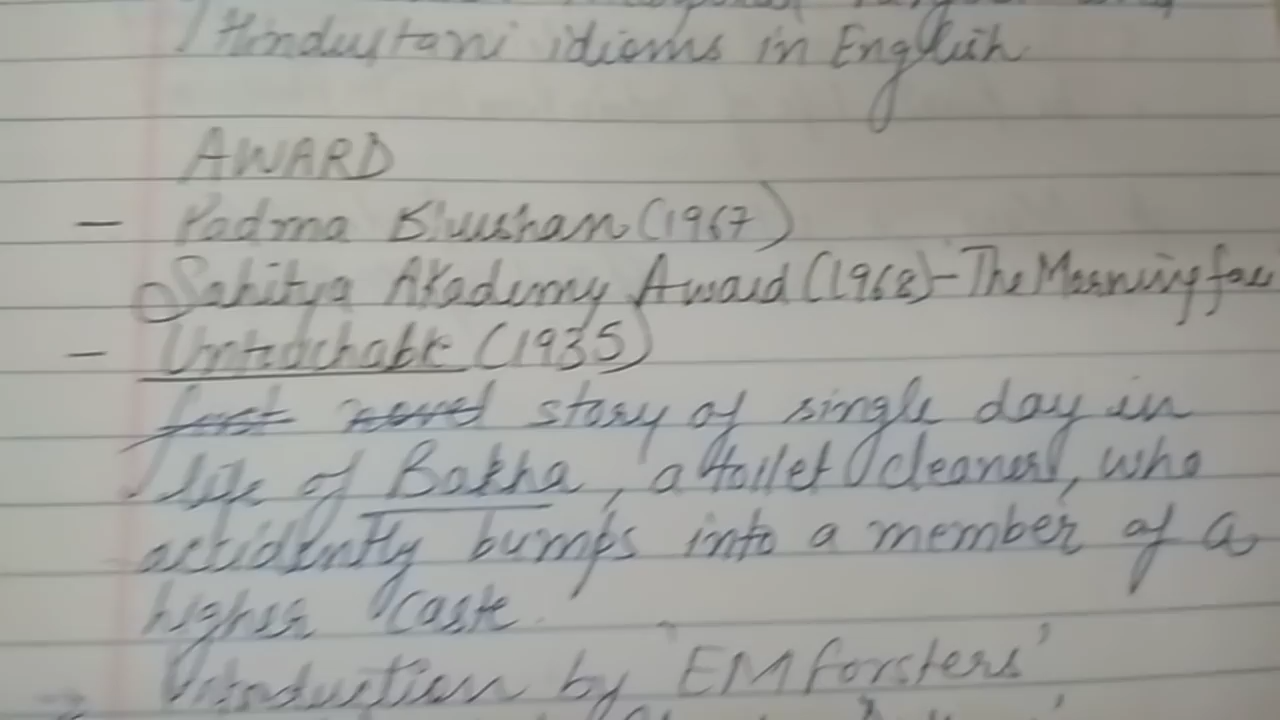 Hindustani idioms in English
AWARD
- Padma Bhushan (1967)
Sahitya Akademy Award (1968) - The Morning face
- Untouchable (1935)
first novel story of single day in
life of Bakha, a toilet cleaner, who
accidently bumps into a member of a
higher caste.
Introduction by 'EM Forsters'